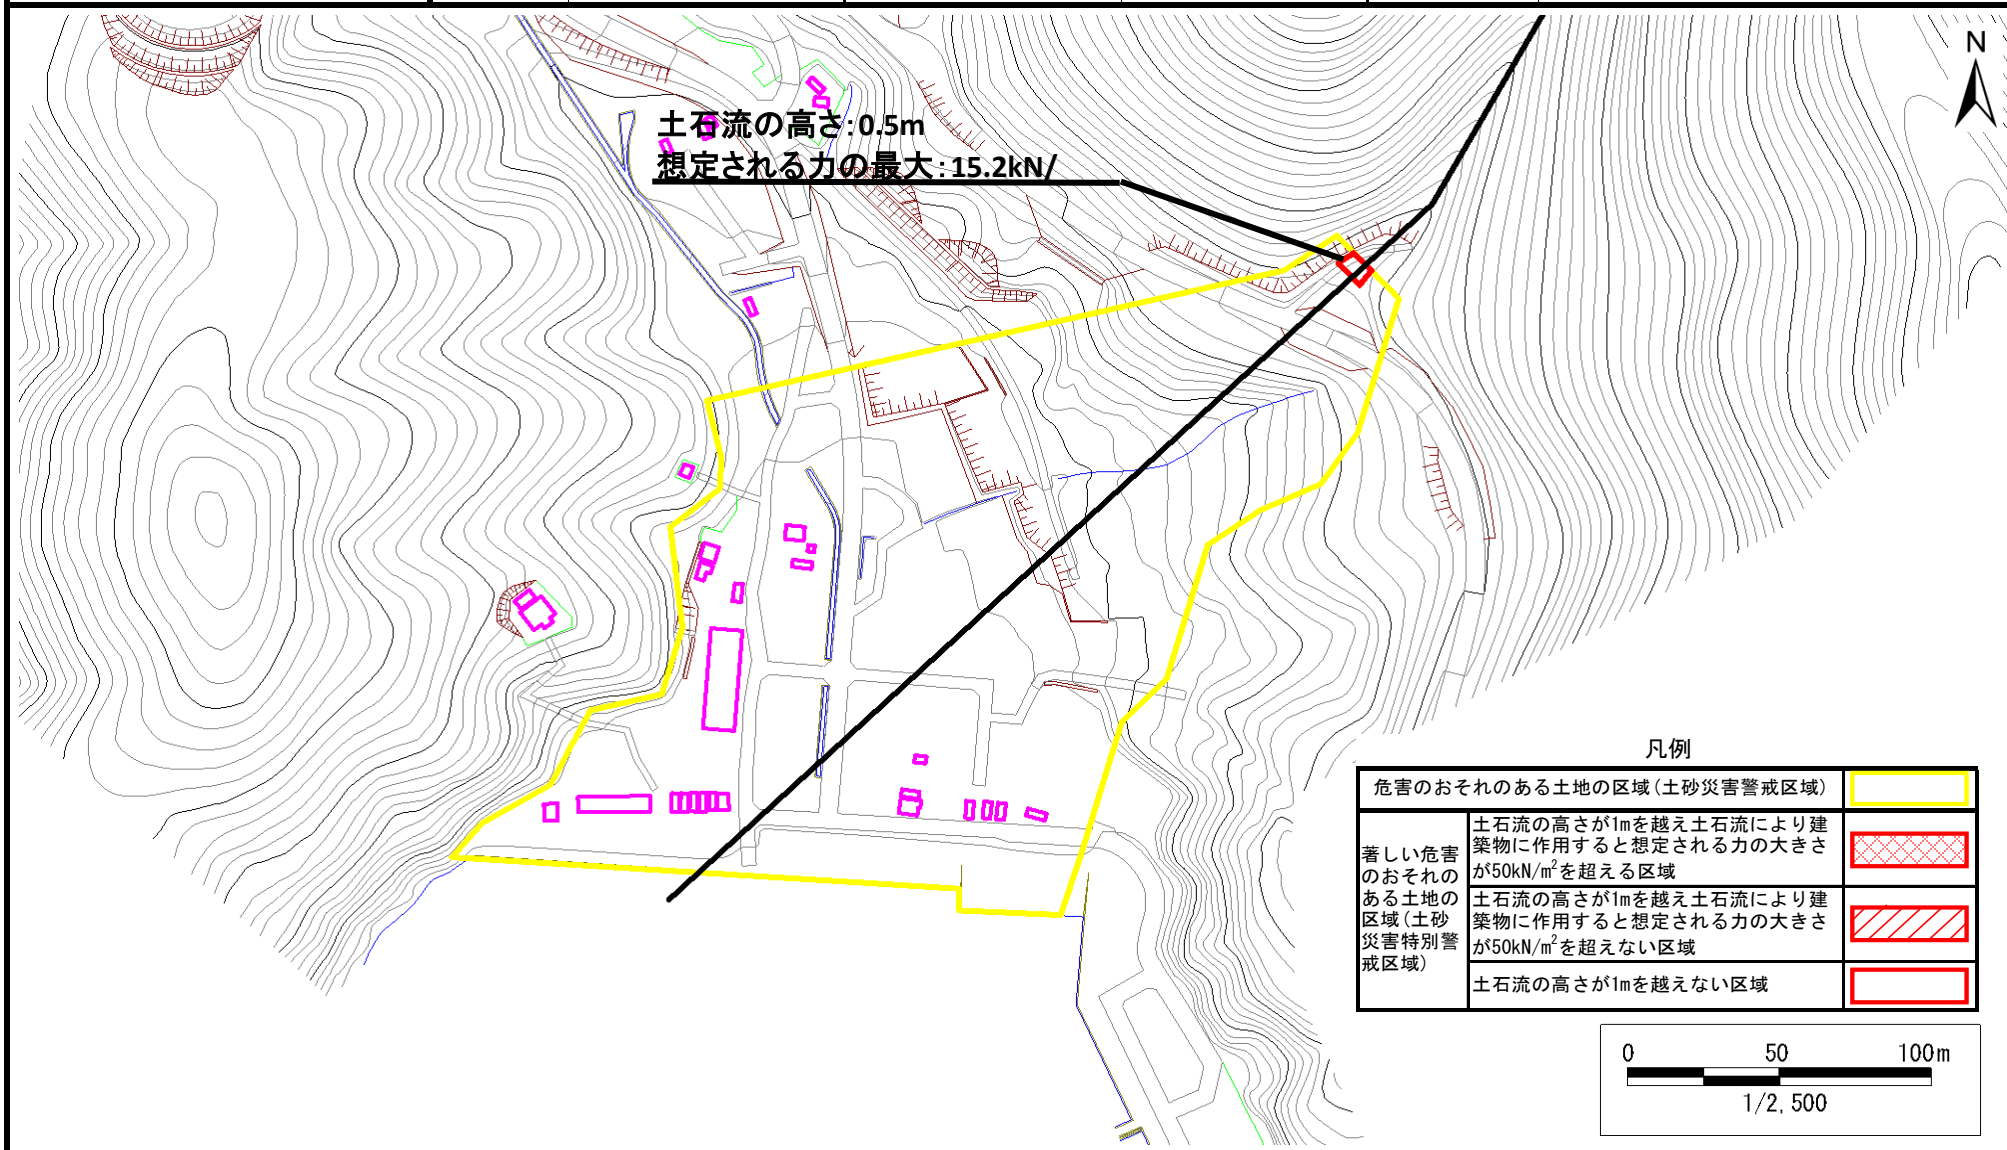 N
土石流の高さ:0.5m
想定される力の最大:15.2kN/
凡例
危害のおそれのある土地の区域(土砂災害警戒区域)
著しい危害
のおそれの
ある土地の
区域(土砂
災害特別警
戒区域)
土石流の高さが1mを越え土石流により建
築物に作用すると想定される力の大きさ
が50kN/m²を超える区域
土石流の高さが1mを越え土石流により建
築物に作用すると想定される力の大きさ
が50kN/m²を超えない区域
土石流の高さが1mを越えない区域
0 50 100m
1/2,500